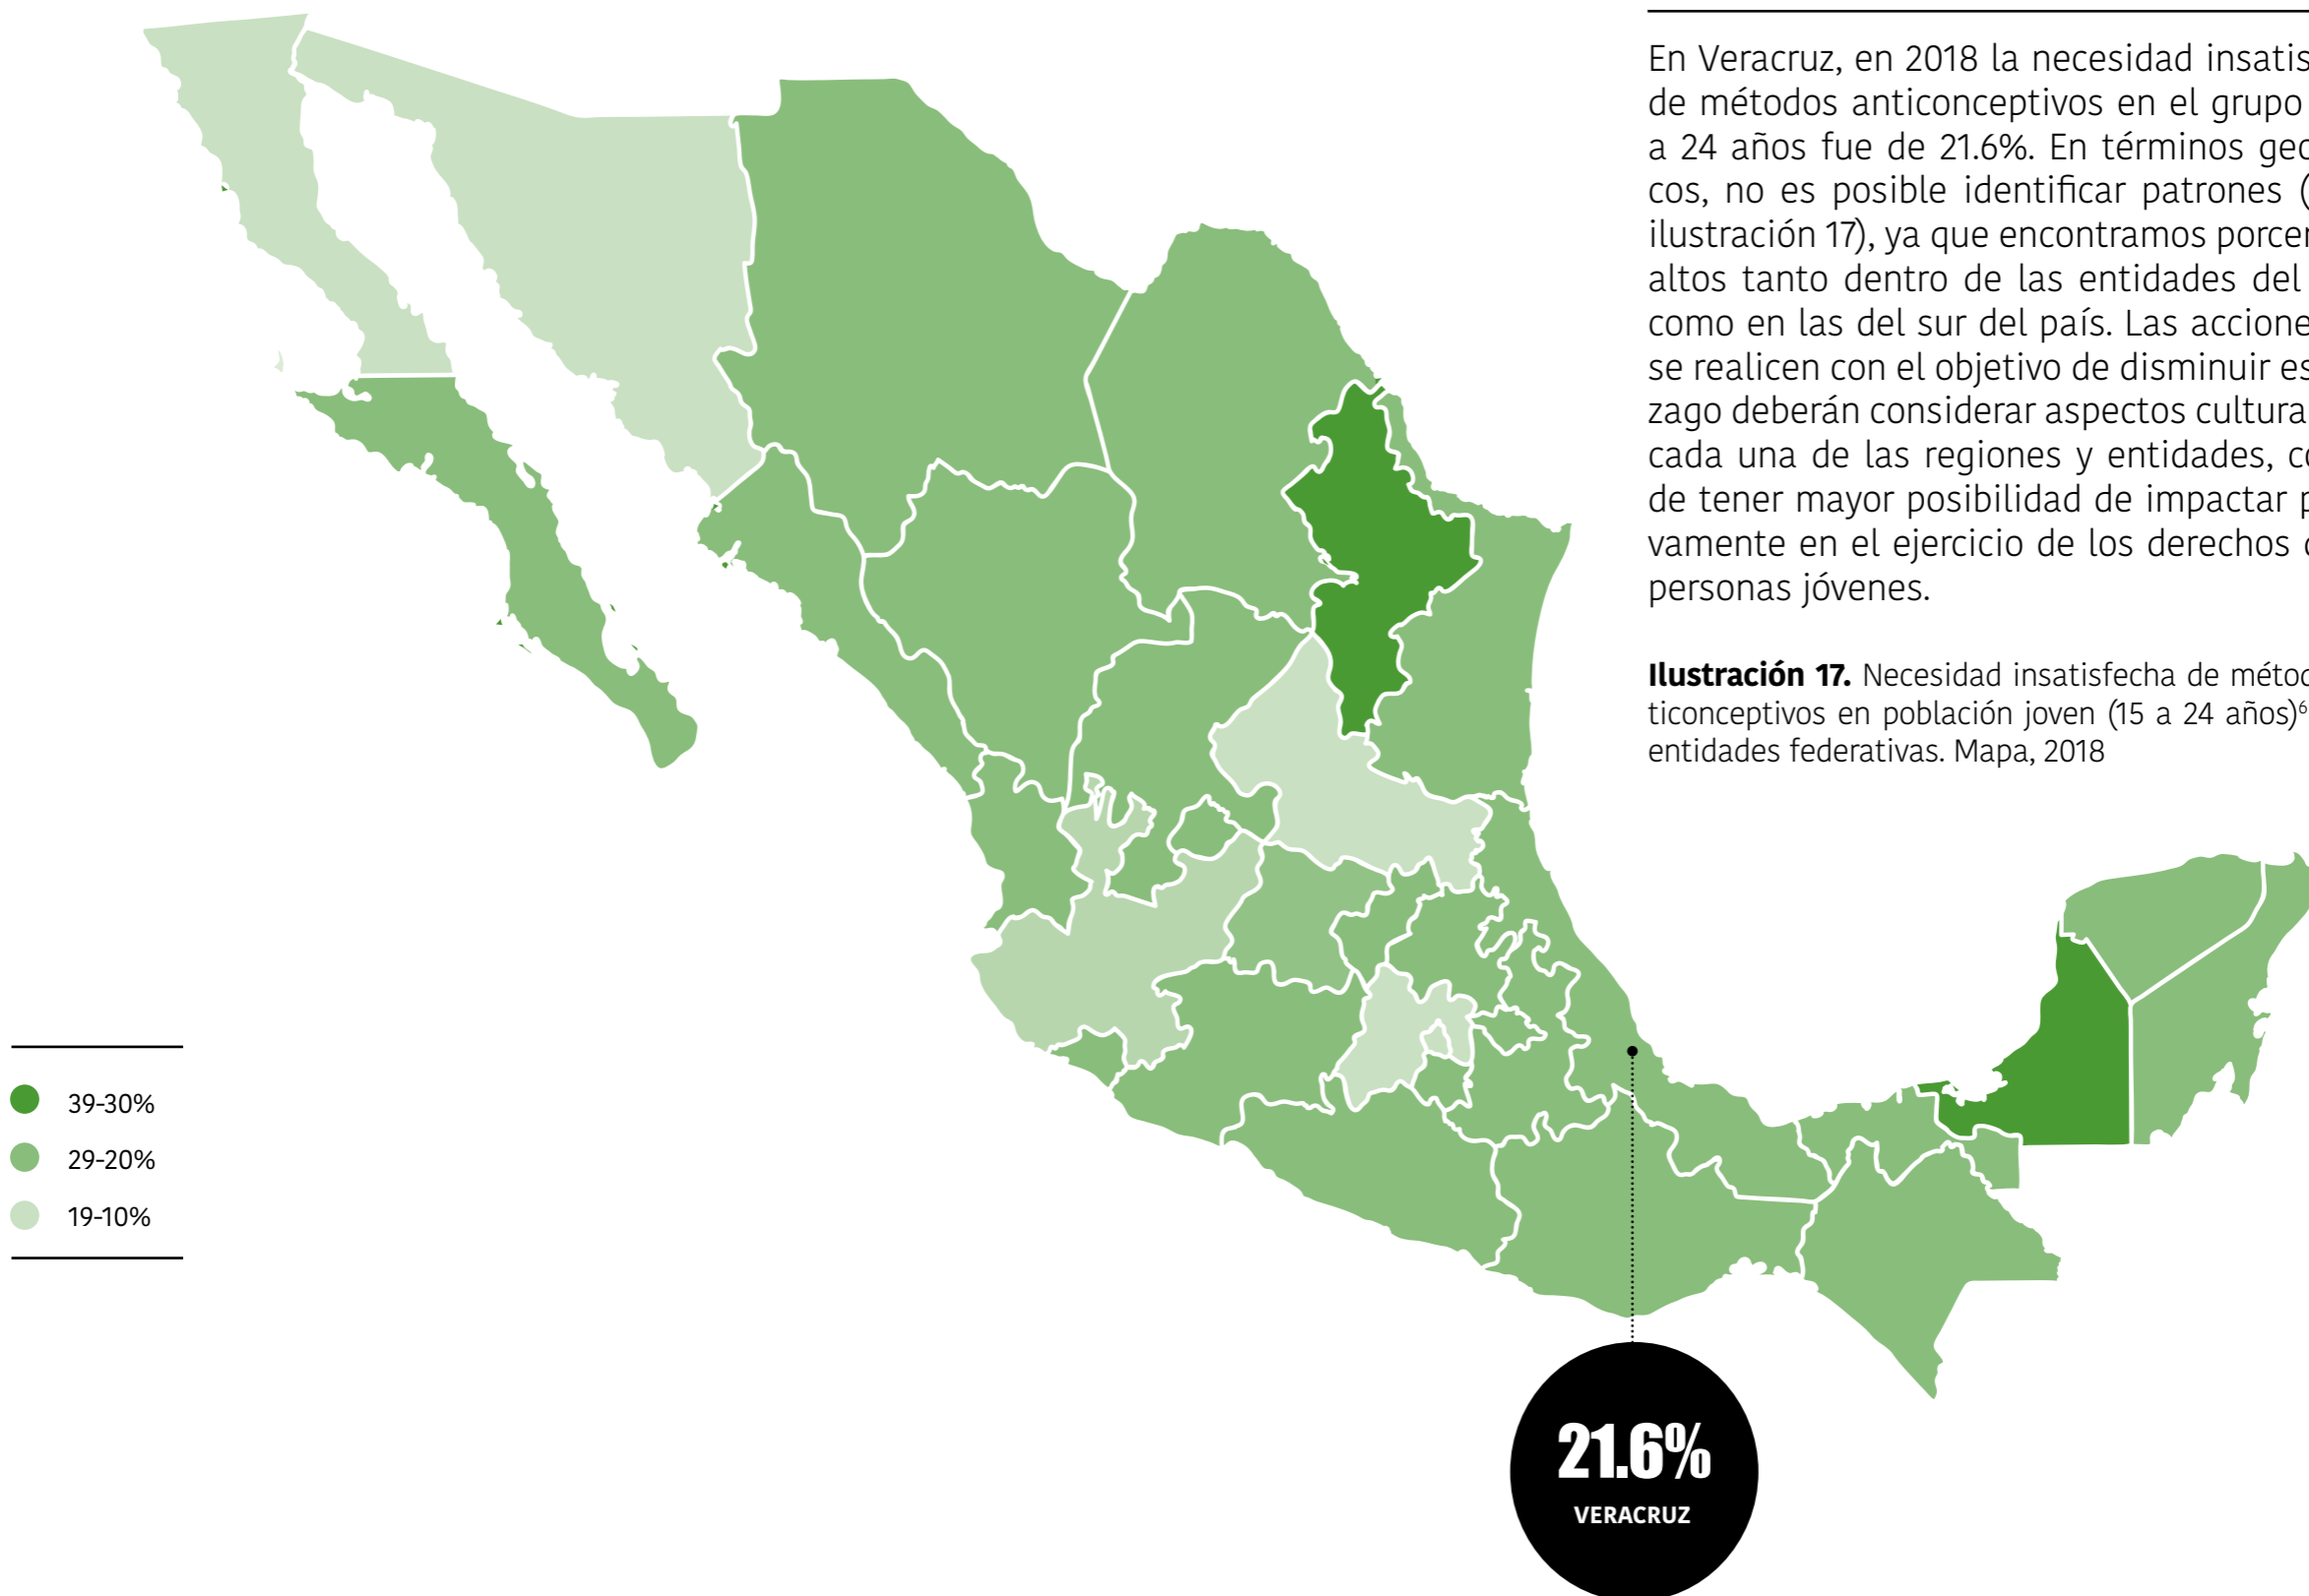 En Veracruz, en 2018 la necesidad insatis
de métodos anticonceptivos en el grupo
a 24 años fue de 21.6%. En términos geo
cos, no es posible identificar patrones (
ilustración 17), ya que encontramos porce
altos tanto dentro de las entidades del
como en las del sur del país. Las accione
se realicen con el objetivo de disminuir es
zago deberán considerar aspectos cultura
cada una de las regiones y entidades, co
de tener mayor posibilidad de impactar p
vamente en el ejercicio de los derechos
personas jóvenes.
Ilustración 17. Necesidad insatisfecha de método
ticonceptivos en población joven (15 a 24 años)⁶
entidades federativas. Mapa, 2018
39-30%
29-20%
19-10%
21.6%
VERACRUZ